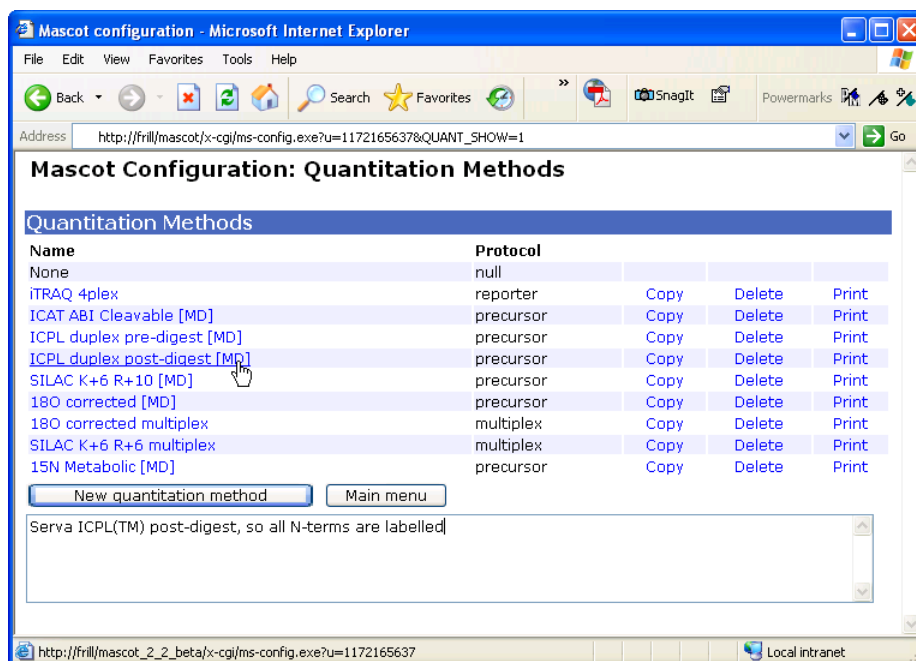 Mascot configuration - Microsoft Internet Explorer
File Edit View Favorites Tools Help
Back Search Favorites » SnagIt Powermarks
Address http://frill/mascot/x-cgi/ms-config.exe?u=1172165637&QUANT_SHOW=1 Go
Mascot Configuration: Quantitation Methods
Quantitation Methods
Name Protocol
None null
iTRAQ 4plex reporter Copy Delete Print
ICAT ABI Cleavable [MD] precursor Copy Delete Print
ICPL duplex pre-digest [MD] precursor Copy Delete Print
ICPL duplex post-digest [MD] precursor Copy Delete Print
SILAC K+6 R+10 [MD] precursor Copy Delete Print
18O corrected [MD] precursor Copy Delete Print
18O corrected multiplex multiplex Copy Delete Print
SILAC K+6 R+6 multiplex multiplex Copy Delete Print
15N Metabolic [MD] precursor Copy Delete Print
New quantitation method Main menu
Serva ICPL(TM) post-digest, so all N-terms are labelled
http://frill/mascot_2_2_beta/x-cgi/ms-config.exe?u=1172165637 Local intranet